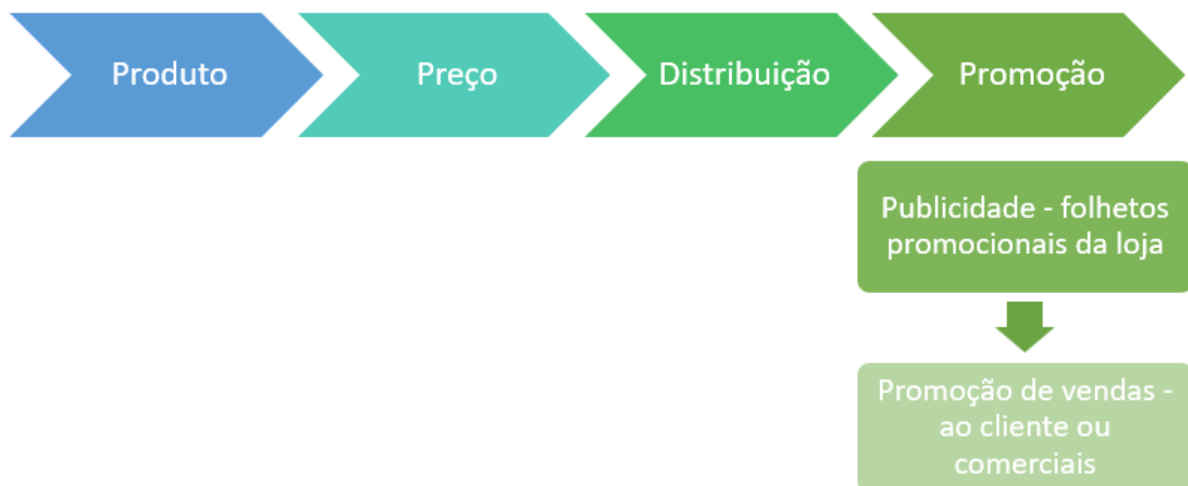 Produto
Preço
Distribuição
Promoção
Publicidade - folhetos
promocionais da loja
Promoção de vendas -
ao cliente ou
comerciais